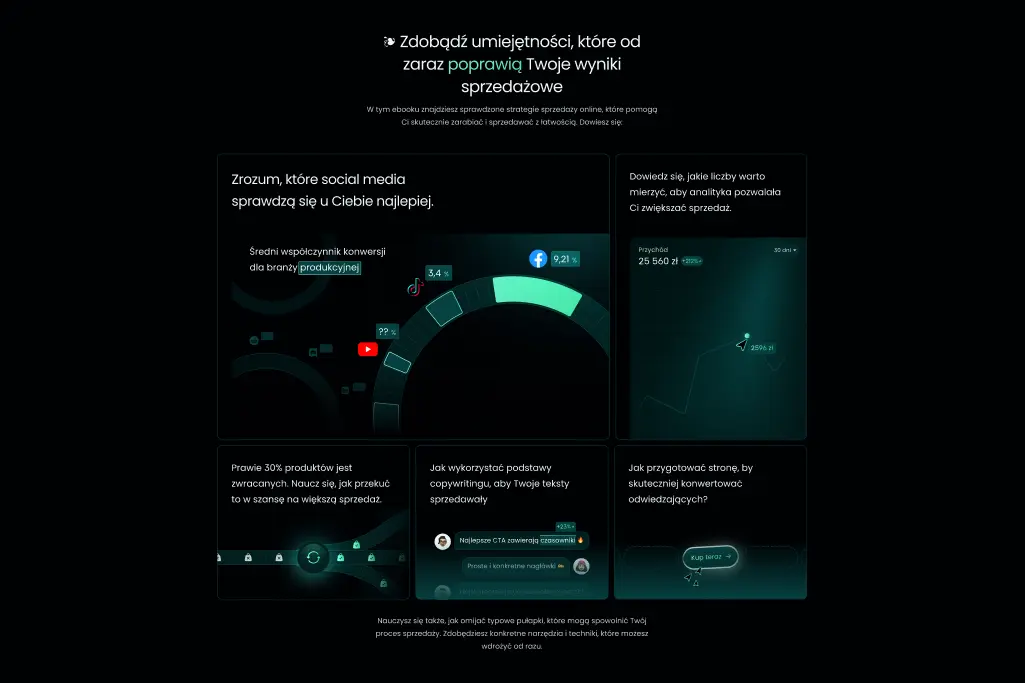 Zdobądź umiejętności, które od
zaraz poprawią Twoje wyniki
sprzedażowe
W tym ebooku znajdziesz sprawdzone strategie sprzedaży online, które pomogą
Ci skutecznie zarabiać i sprzedawać z łatwością. Dowiesz się:
Zrozum, które social media
sprawdzą się u Ciebie najlepiej.
Średni współczynnik konwersji
dla branży produkcyjnej
9,21 %
3,4 %
?? %
Dowiedz się, jakie liczby warto
mierzyć, aby analityka pozwalała
Ci zwiększać sprzedaż.
Przychód
30 dni
25 560 zł +212%
2596 zł
Prawie 30% produktów jest
zwracanych. Naucz się, jak przekuć
to w szansę na większą sprzedaż.
Jak wykorzystać podstawy
copywritingu, aby Twoje teksty
sprzedawały
+23%
Najlepsze CTA zawierają czasowniki 🔥
Proste i konkretne nagłówki
Jak przygotować stronę, by
skuteczniej konwertować
odwiedzających?
Kup teraz →
Nauczysz się także, jak omijać typowe pułapki, które mogą spowolnić Twój
proces sprzedaży. Zdobędziesz konkretne narzędzia i techniki, które możesz
wdrożyć od razu.